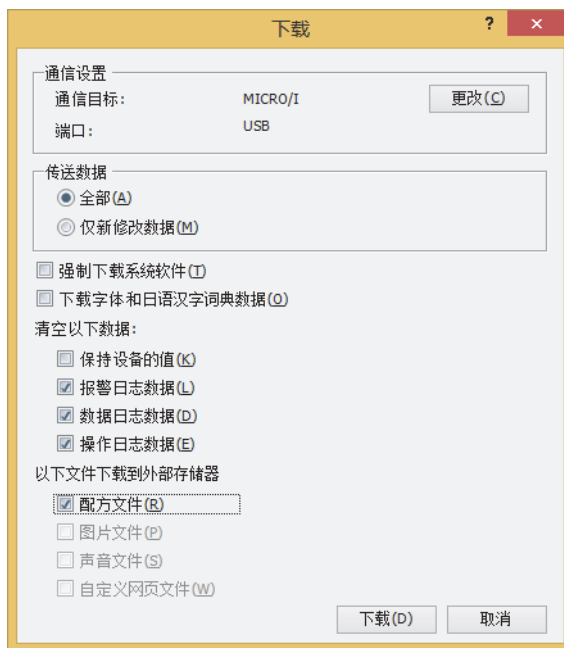 下载
? ×
通信设置
通信目标: MICRO/I 更改(C)
端口: USB
传送数据
全部(A)
仅新修改数据(M)
强制下载系统软件(T)
下载字体和日语汉字词典数据(O)
清空以下数据:
保持设备的值(K)
报警日志数据(L)
数据日志数据(D)
操作日志数据(E)
以下文件下载到外部存储器
配方文件(R)
图片文件(P)
声音文件(S)
自定义网页文件(W)
下载(D) 取消